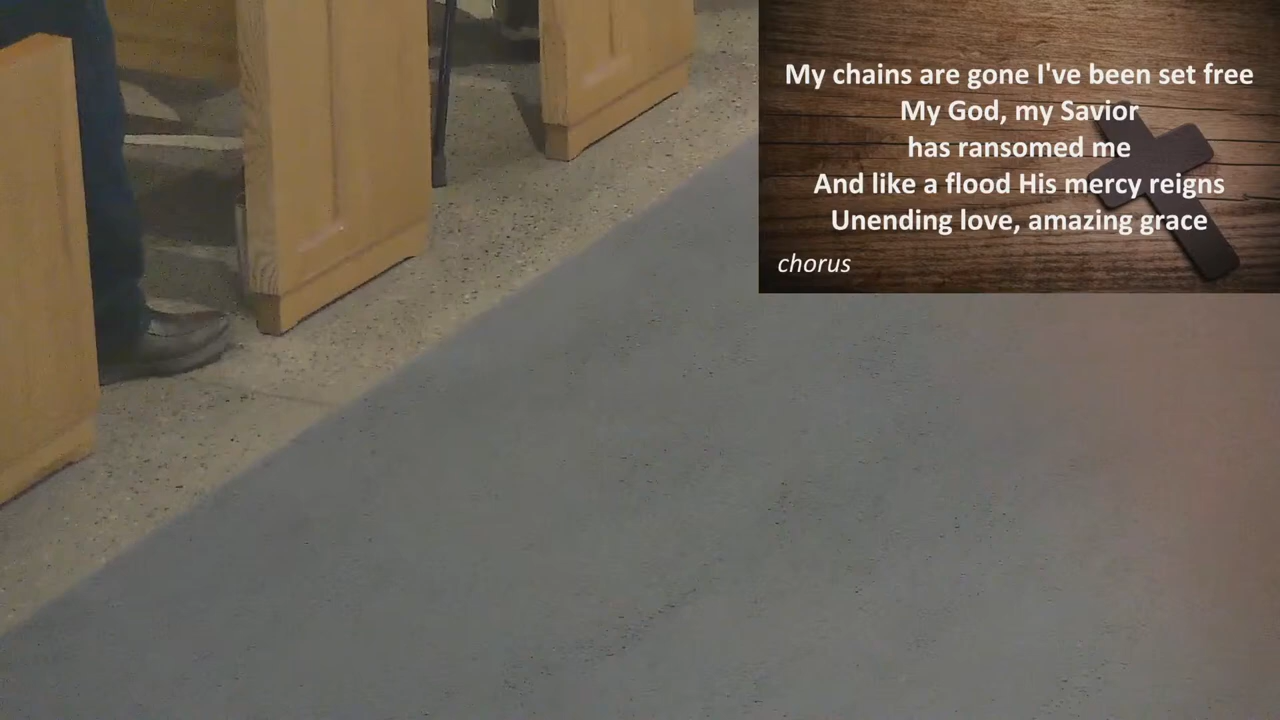 My chains are gone I've been set free
My God, my Savior
has ransomed me
And like a flood His mercy reigns
Unending love, amazing grace
chorus